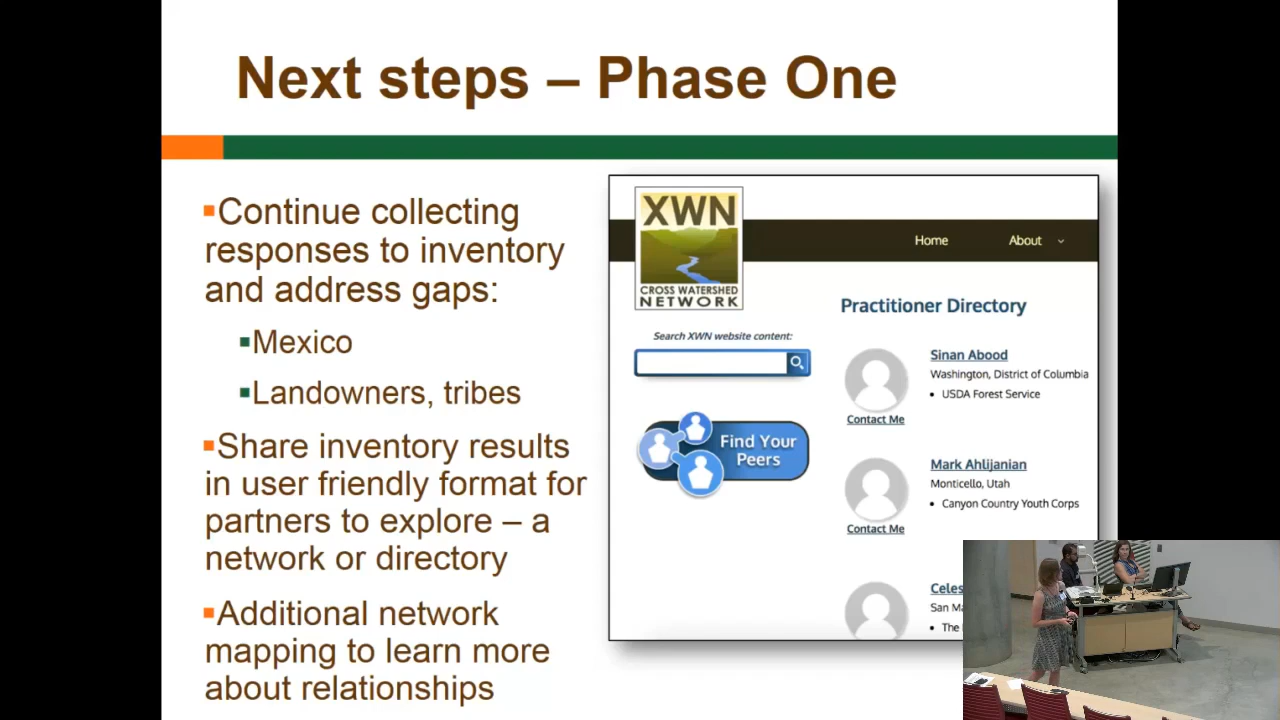 Next steps – Phase One
▪Continue collecting
responses to inventory
and address gaps:
▪Mexico
▪Landowners, tribes
▪Share inventory results
in user friendly format for
partners to explore – a
network or directory
▪Additional network
mapping to learn more
about relationships
XWN
CROSS WATERSHED
NETWORK
Home
About
Search XWN website content:
Find Your
Peers
Practitioner Directory
Sinan Abood
Washington, District of Columbia
• USDA Forest Service
Contact Me
Mark Ahlijanian
Monticello, Utah
• Canyon Country Youth Corps
Contact Me
Celes
San Ma
• The